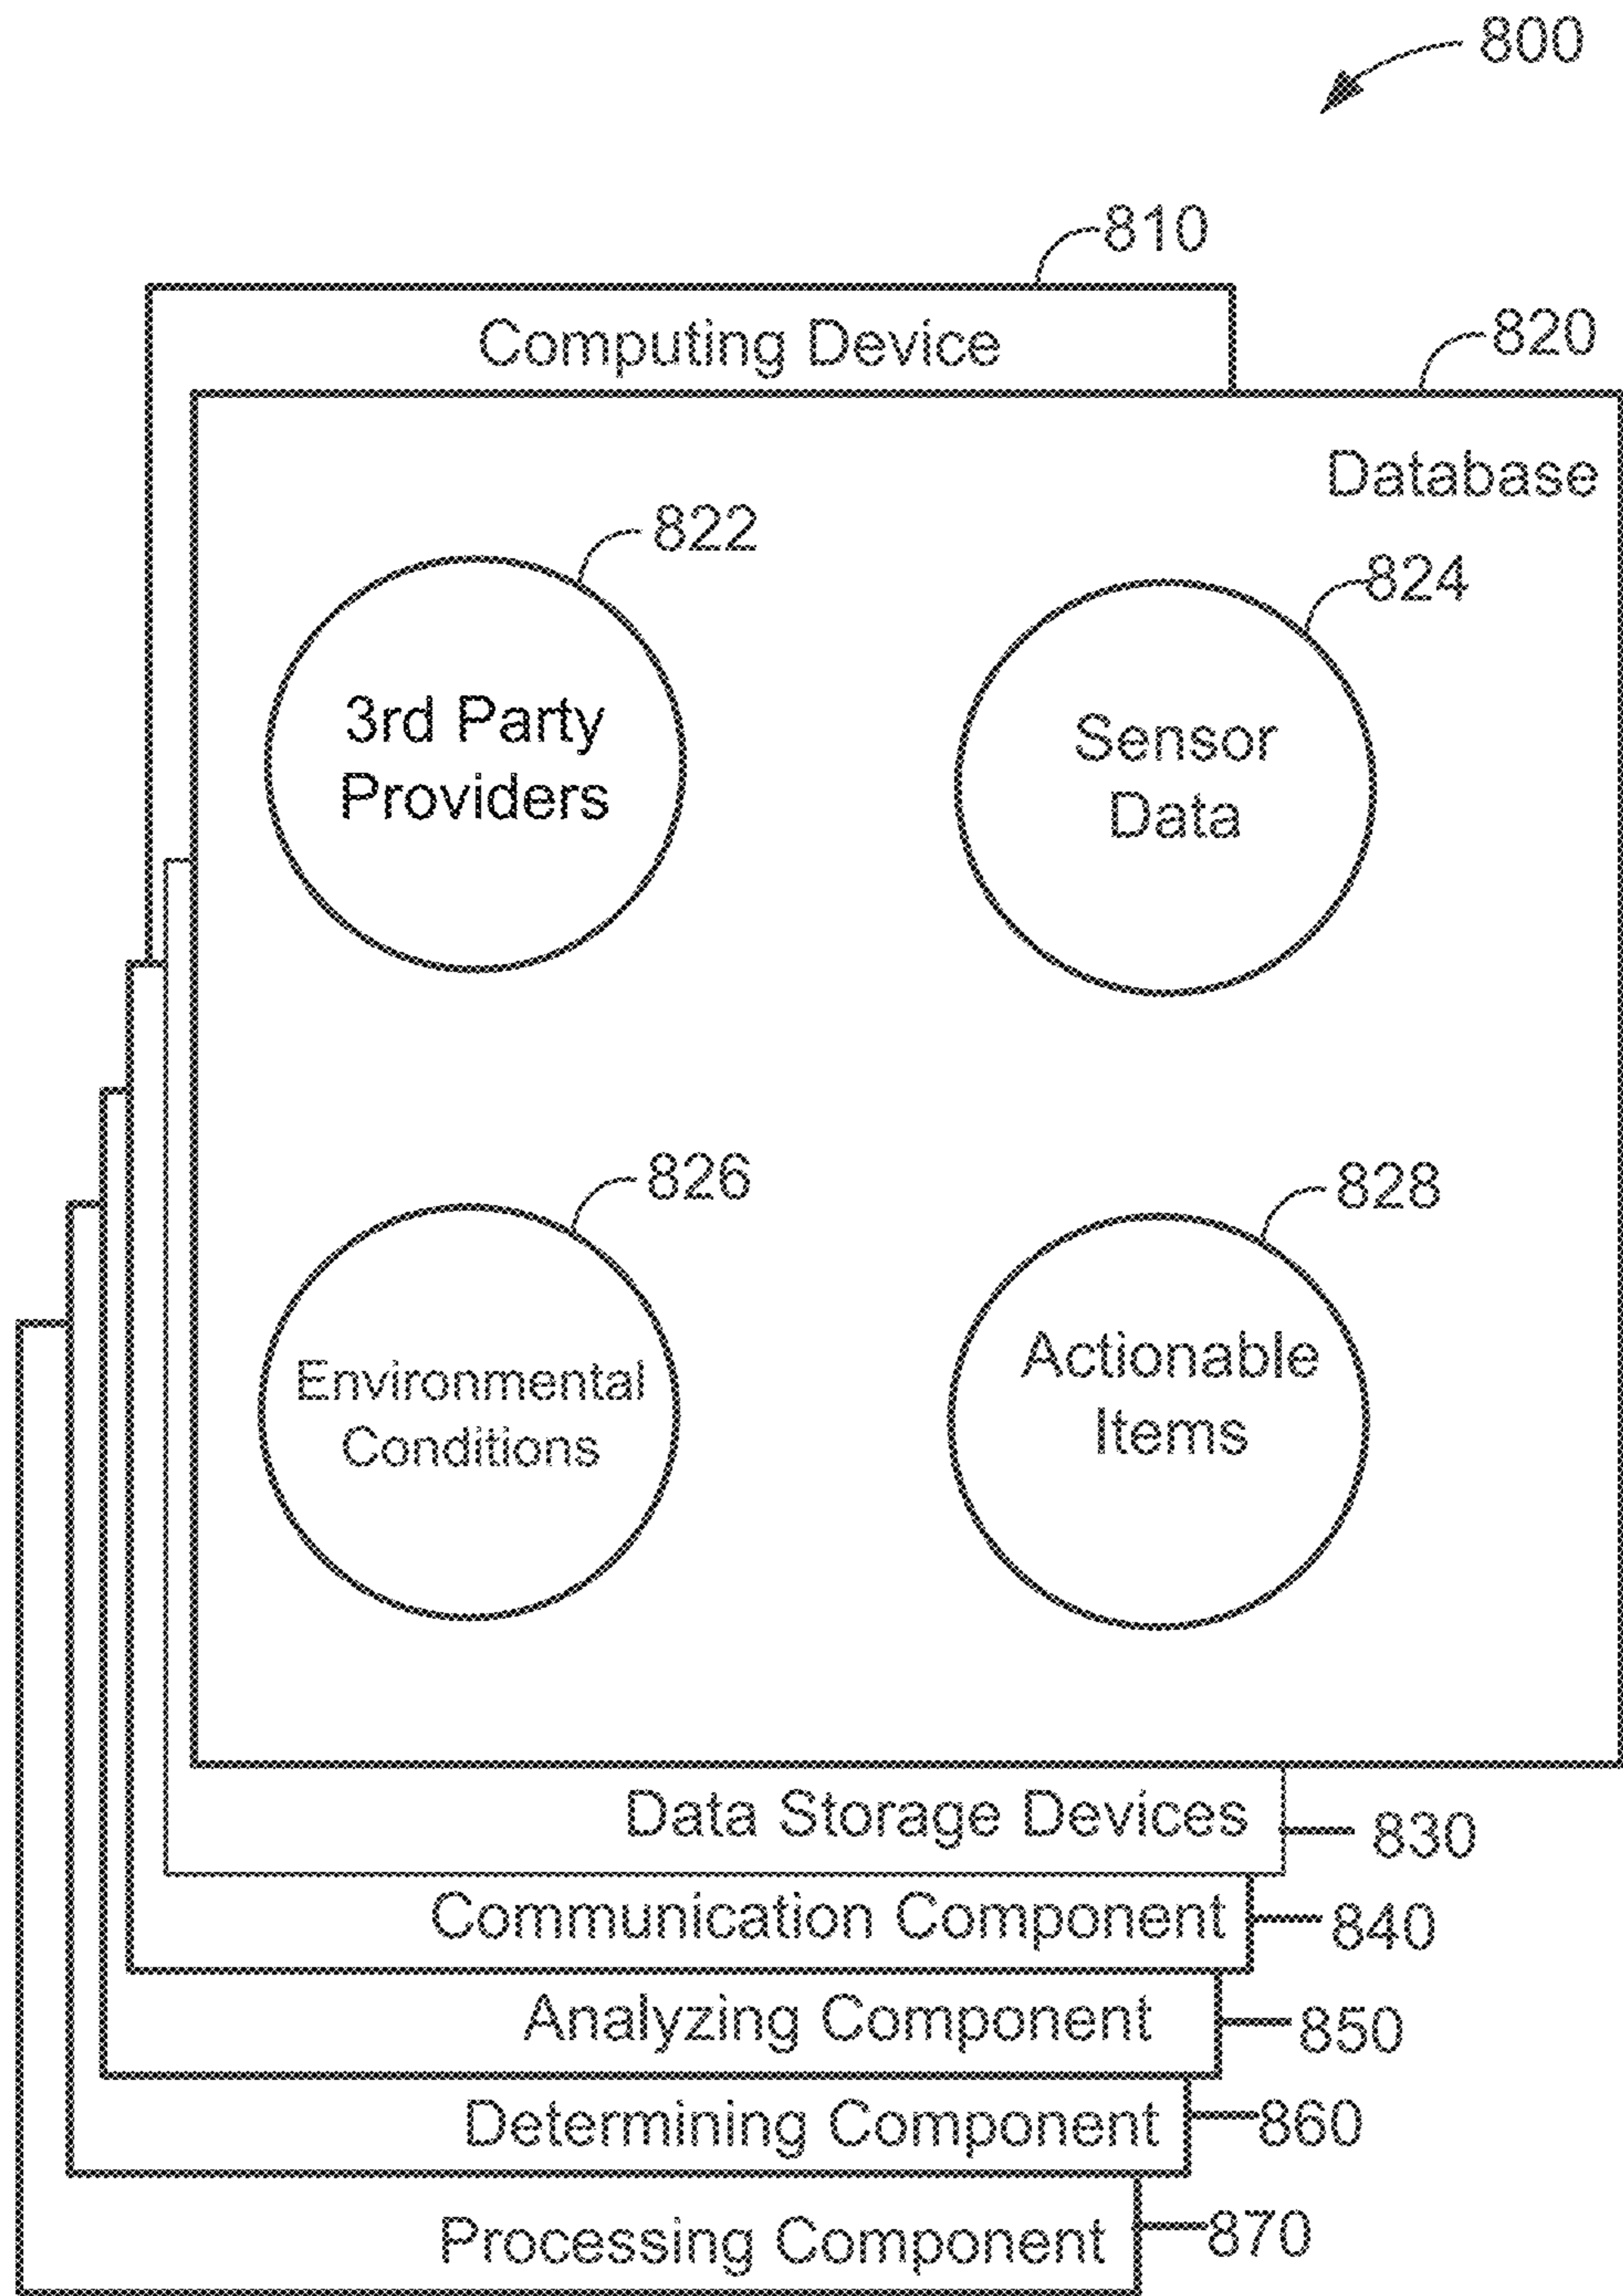 800
810
Computing Device
820
Database
822
824
3rd Party
Providers
Sensor
Data
826
828
Environmental
Conditions
Actionable
Items
Data Storage Devices
830
Communication Component
840
Analyzing Component
850
Determining Component
860
Processing Component
870